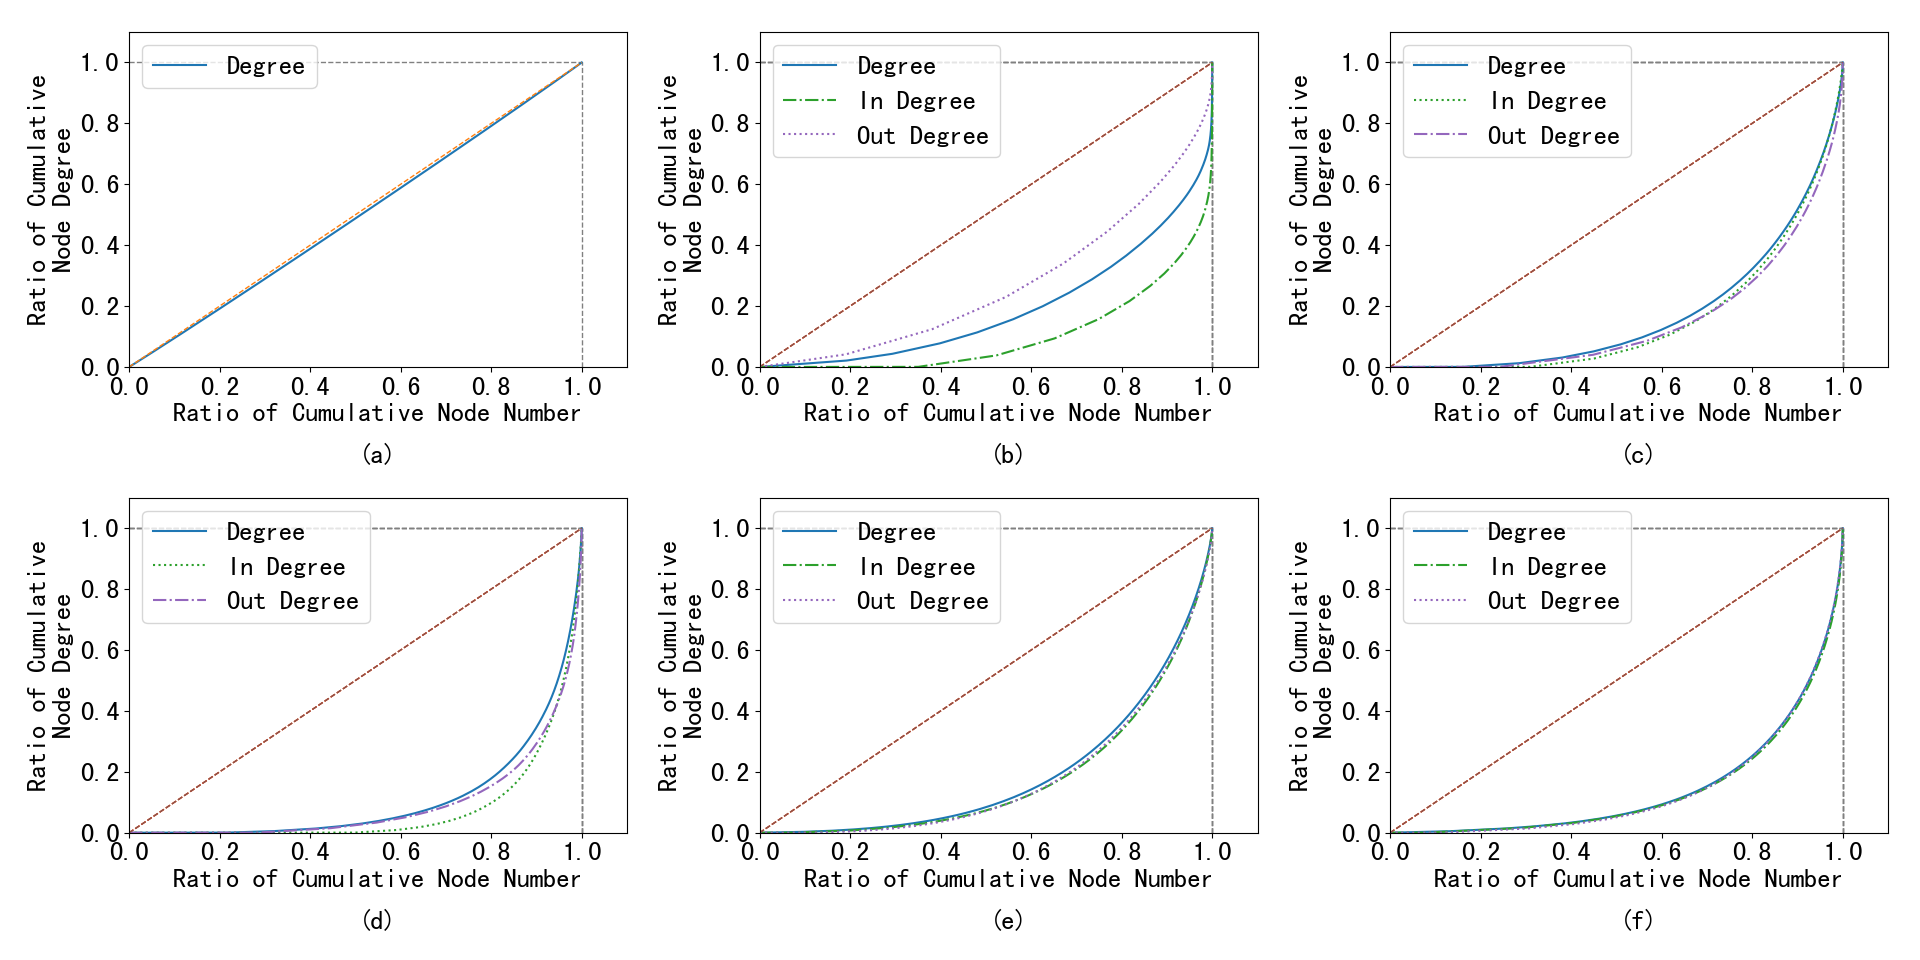 Degree
Ratio of Cumulative
Node Degree
1.0
0.8
0.6
0.4
0.2
0.0
0.0 0.2 0.4 0.6 0.8 1.0
Ratio of Cumulative Node Number
(a)
Degree
In Degree
Out Degree
Ratio of Cumulative
Node Degree
1.0
0.8
0.6
0.4
0.2
0.0
0.0 0.2 0.4 0.6 0.8 1.0
Ratio of Cumulative Node Number
(b)
Degree
In Degree
Out Degree
Ratio of Cumulative
Node Degree
1.0
0.8
0.6
0.4
0.2
0.0
0.0 0.2 0.4 0.6 0.8 1.0
Ratio of Cumulative Node Number
(c)
Degree
In Degree
Out Degree
Ratio of Cumulative
Node Degree
1.0
0.8
0.6
0.4
0.2
0.0
0.0 0.2 0.4 0.6 0.8 1.0
Ratio of Cumulative Node Number
(d)
Degree
In Degree
Out Degree
Ratio of Cumulative
Node Degree
1.0
0.8
0.6
0.4
0.2
0.0
0.0 0.2 0.4 0.6 0.8 1.0
Ratio of Cumulative Node Number
(e)
Degree
In Degree
Out Degree
Ratio of Cumulative
Node Degree
1.0
0.8
0.6
0.4
0.2
0.0
0.0 0.2 0.4 0.6 0.8 1.0
Ratio of Cumulative Node Number
(f)